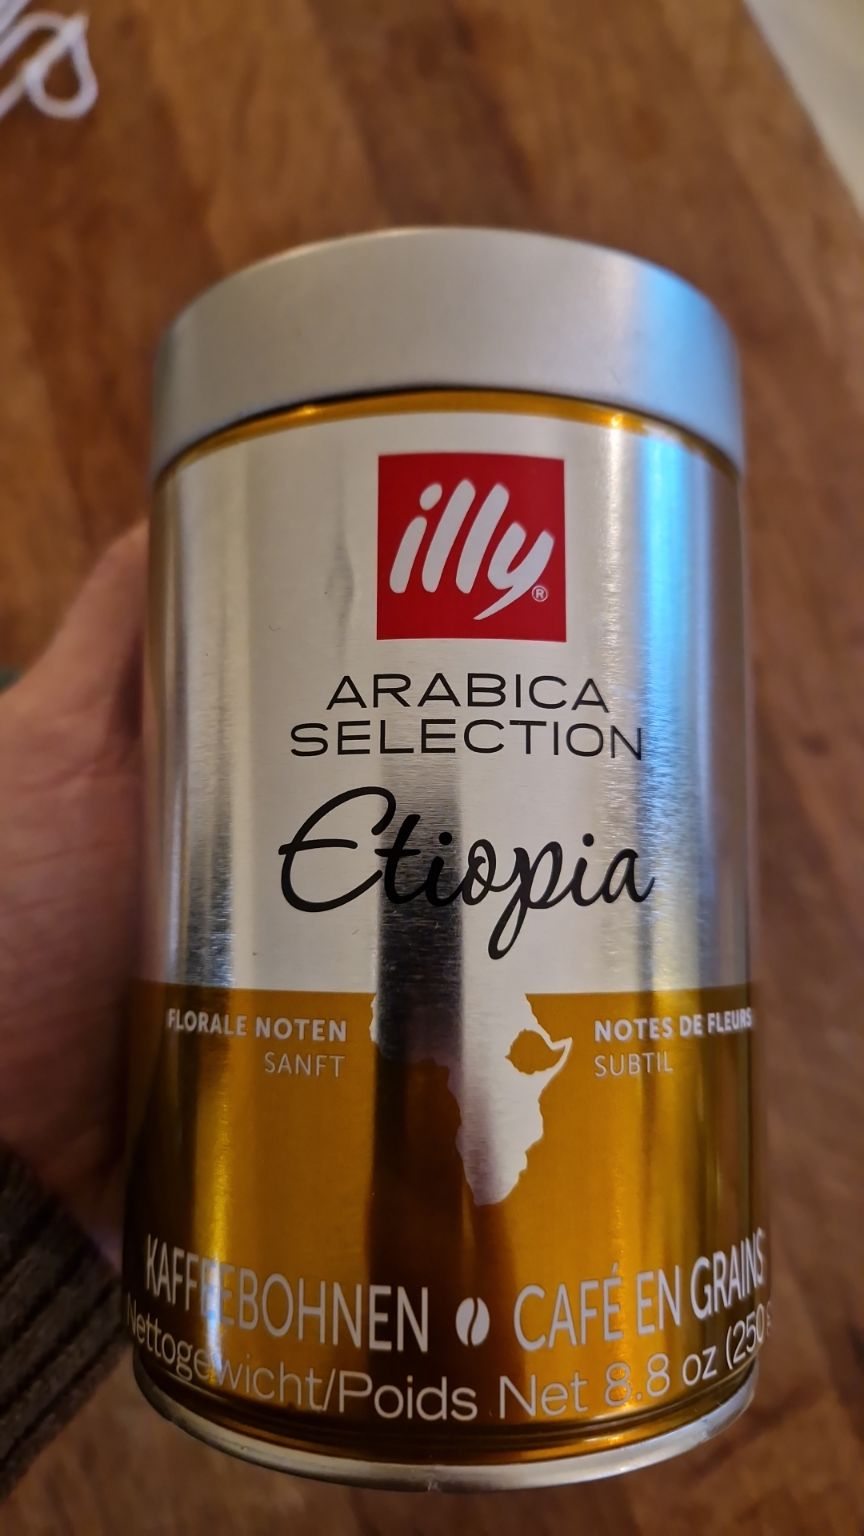 illy®
ARABICA
SELECTION
Etiopia
FLORALE NOTEN
SANFT
NOTES DE FLEURS
SUBTIL
KAFFEEBOHNEN CAFÉ EN GRAINS
Nettogewicht/Poids Net 8.8 oz (250 g